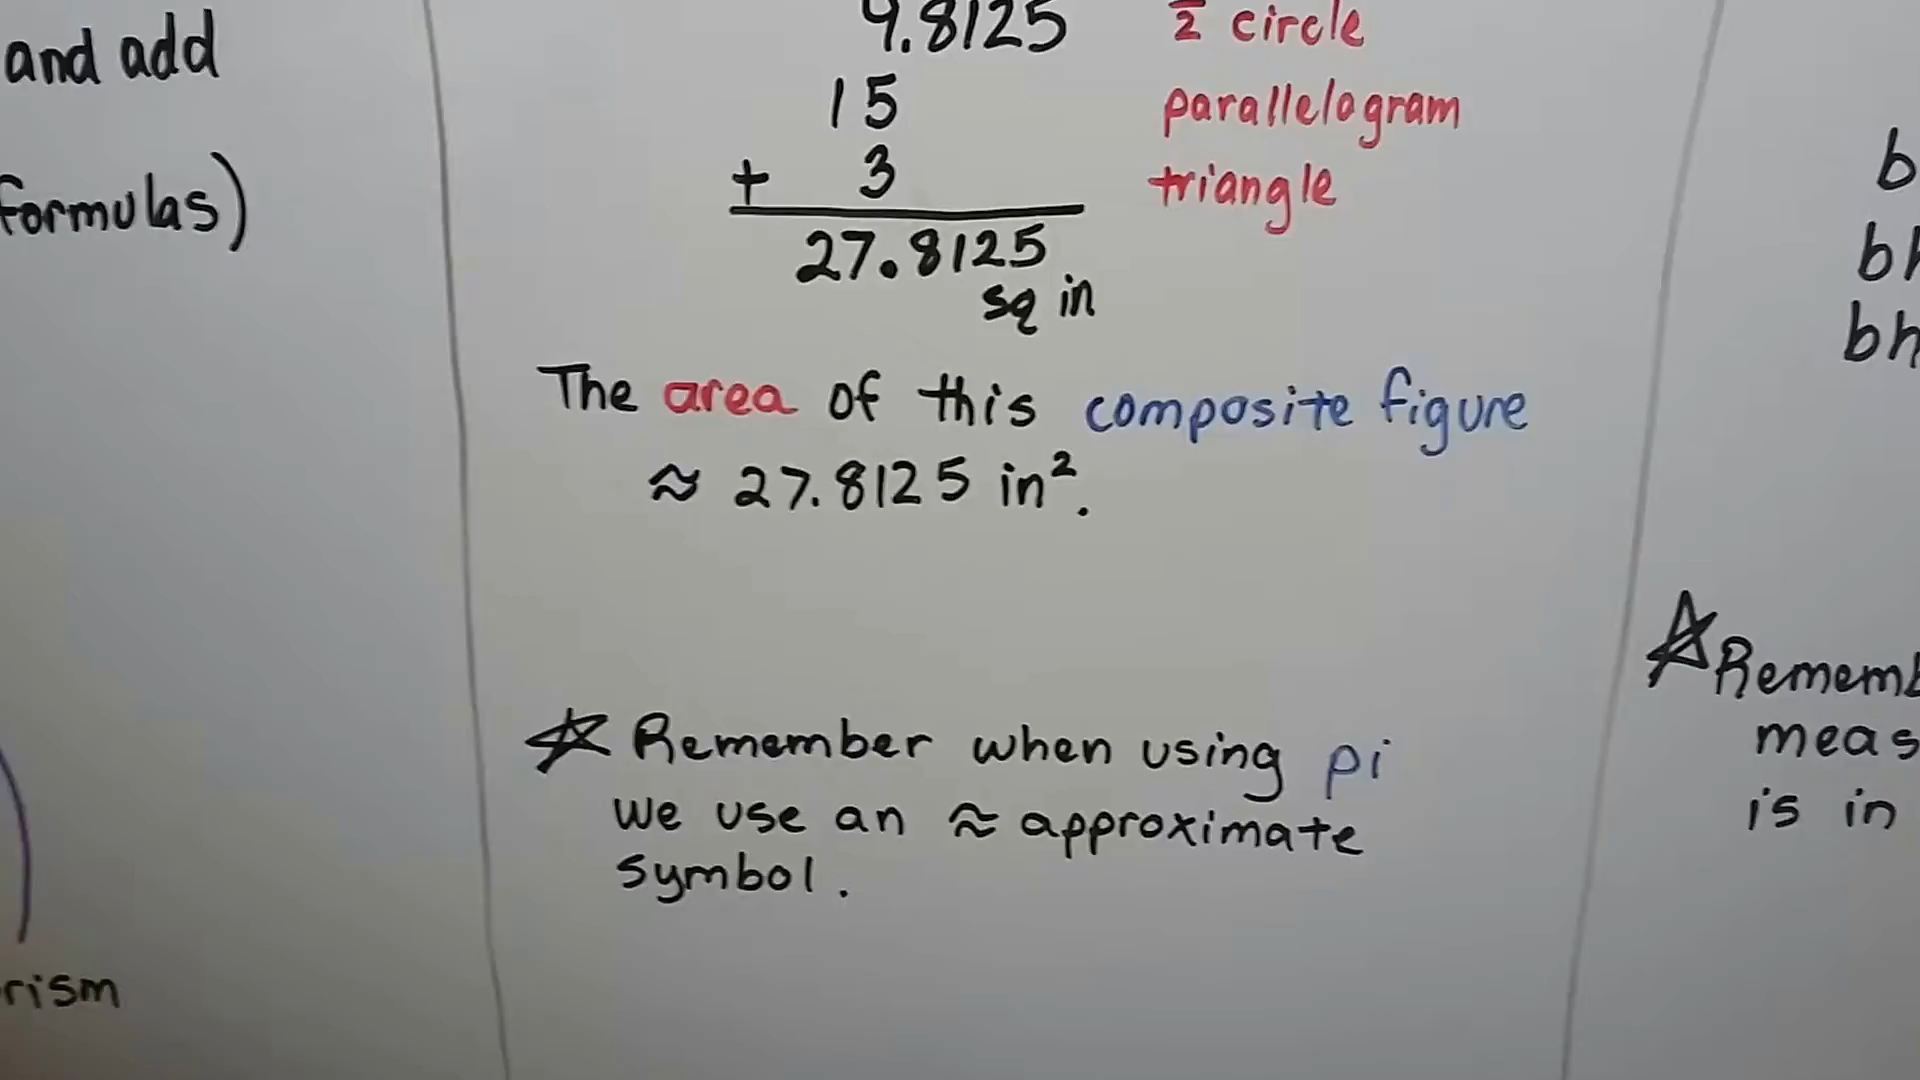 and add
formulas)
rism
9.8125 2 circle
15 parallelogram
+ 3 triangle
27.8125
sq in
The area of this composite figure
≈ 27.8125 in².
☆ Remember when using pi
we use an ≈ approximate
symbol.
b
bh
bh
☆ Rememb
meas
is in